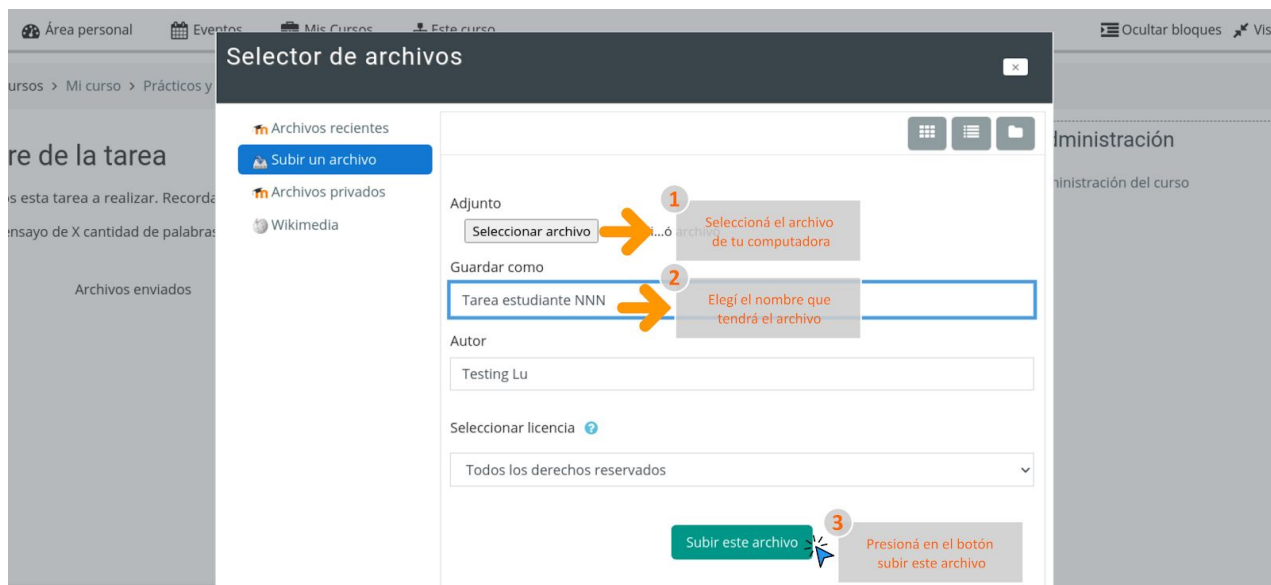 Área personal
Eventos
Mis Cursos
Este curso
Ocultar bloques
Vis
Selector de archivos
ursos > Mi curso > Prácticos y
re de la tarea
s esta tarea a realizar. Recorda
ensayo de X cantidad de palabras
Archivos enviados
Archivos recientes
Subir un archivo
Archivos privados
Wikimedia
Adjunto
Seleccionar archivo
i...ó archivo
1
Seleccioná el archivo
de tu computadora
Guardar como
Tarea estudiante NNN
2
Elegí el nombre que
tendrá el archivo
Autor
Testing Lu
Seleccionar licencia
Todos los derechos reservados
Subir este archivo
3
Presioná en el botón
subir este archivo
dministración
ninistración del curso